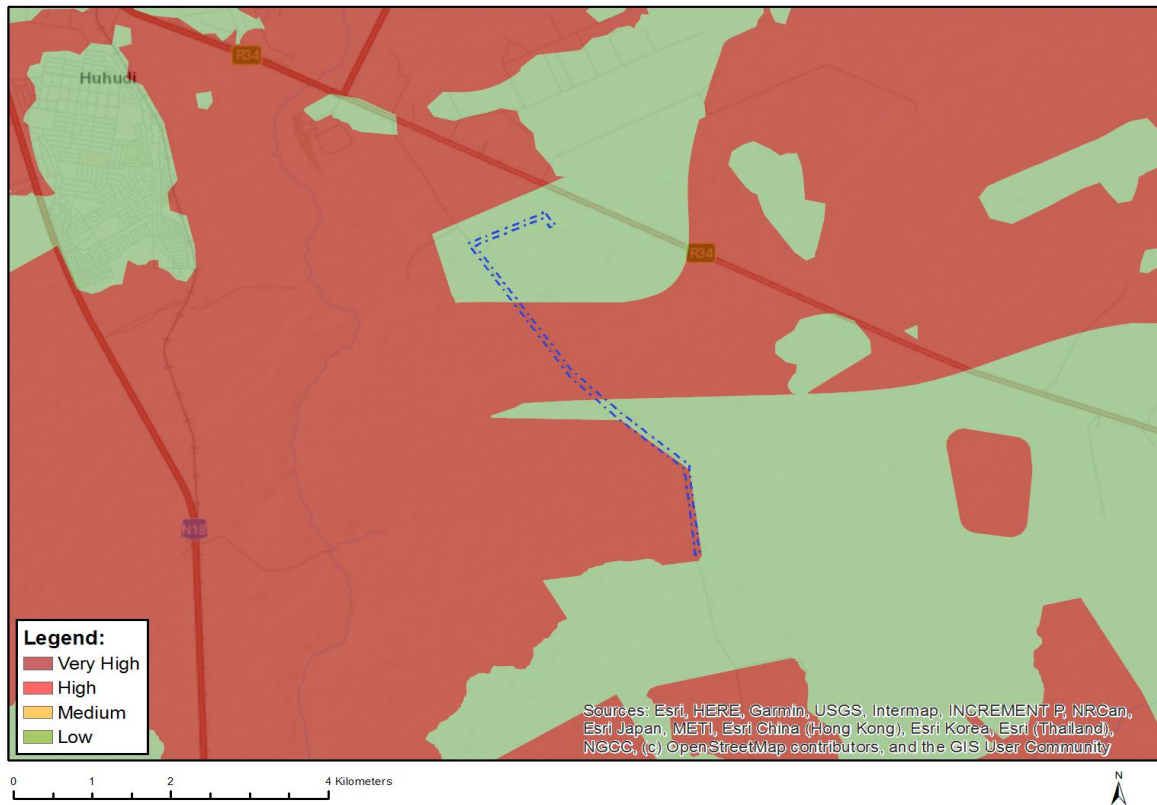 R34
Huhudi
R34
N18
Legend:
Very High
High
Medium
Low
Sources: Esri, HERE, Garmin, USGS, Intermap, INCREMENT P, NRCan,
Esri Japan, METI, Esri China (Hong Kong), Esri Korea, Esri (Thailand),
NGCC, (c) OpenStreetMap contributors, and the GIS User Community
0 1 2 4 Kilometers
N